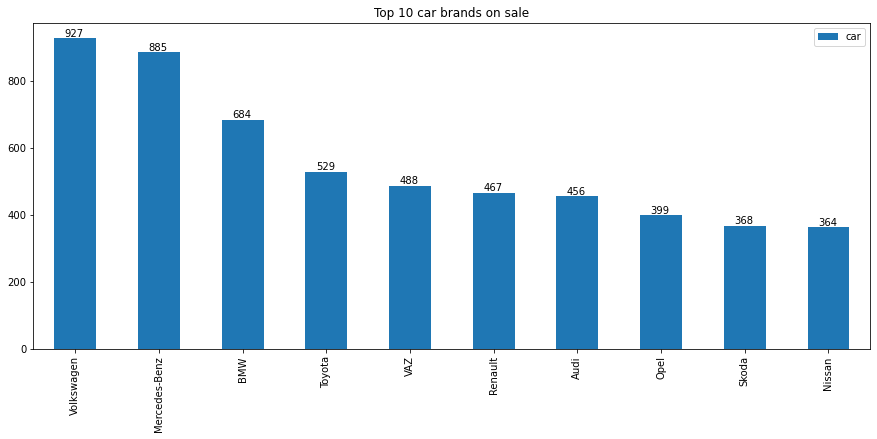 Top 10 car brands on sale
car
927
885
684
529
488
467
456
399
368
364
800
600
400
200
0
Volkswagen
Mercedes-Benz
BMW
Toyota
VAZ
Renault
Audi
Opel
Skoda
Nissan